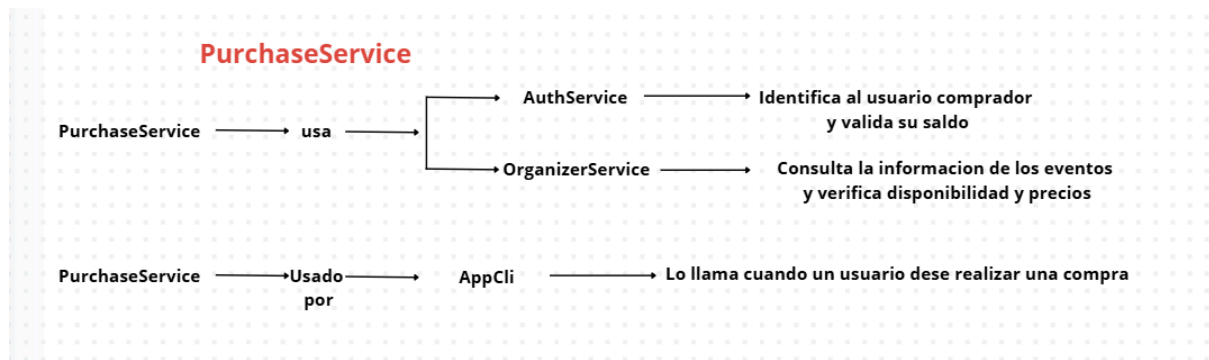 PurchaseService
AuthService
Identifica al usuario comprador
y valida su saldo
PurchaseService
usa
OrganizerService
Consulta la informacion de los eventos
y verifica disponibilidad y precios
PurchaseService
Usado
por
AppCli
Lo llama cuando un usuario dese realizar una compra